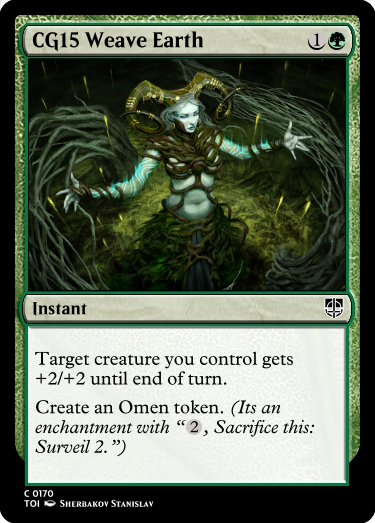 CG15 Weave Earth 1
Instant
Target creature you control gets
+2/+2 until end of turn.
Create an Omen token. (Its an
enchantment with “2, Sacrifice this:
Surveil 2.”)
C 0170
TOI Sherbakov Stanislav